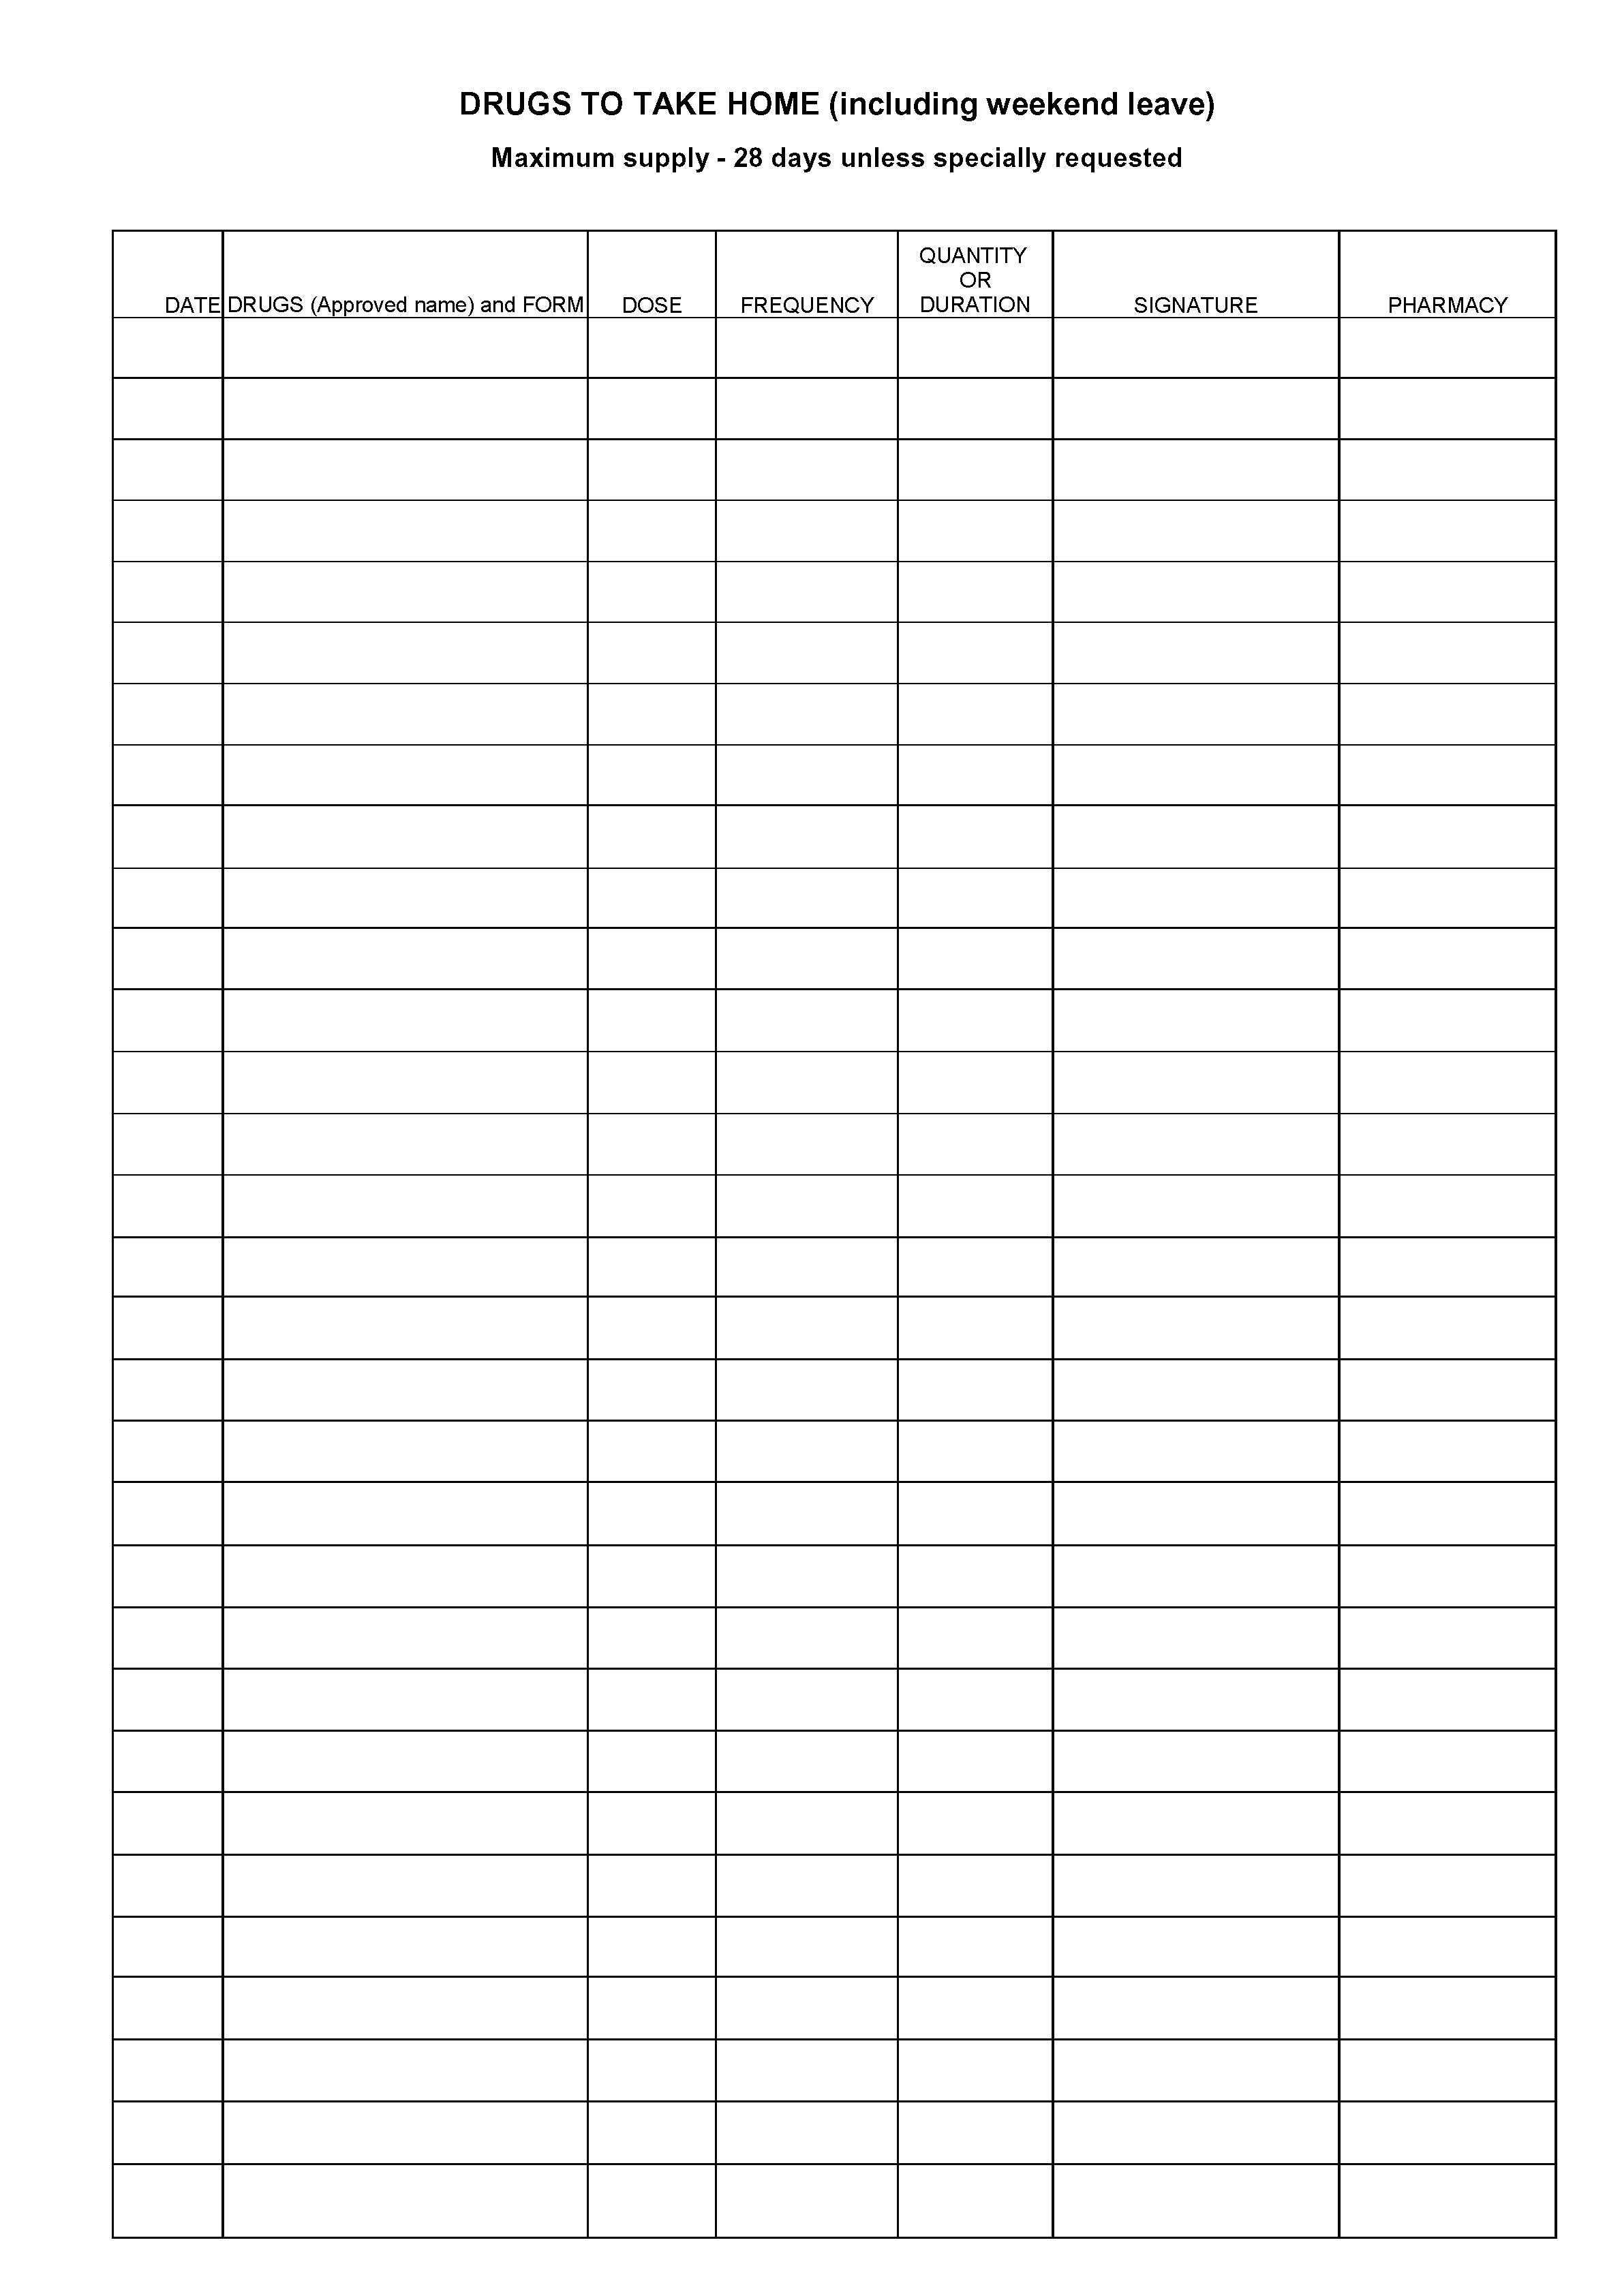 DRUGS TO TAKE HOME (including weekend leave)
Maximum supply - 28 days unless specially requested
DATE DRUGS (Approved name) and FORM DOSE FREQUENCY QUANTITY OR DURATION SIGNATURE PHARMACY